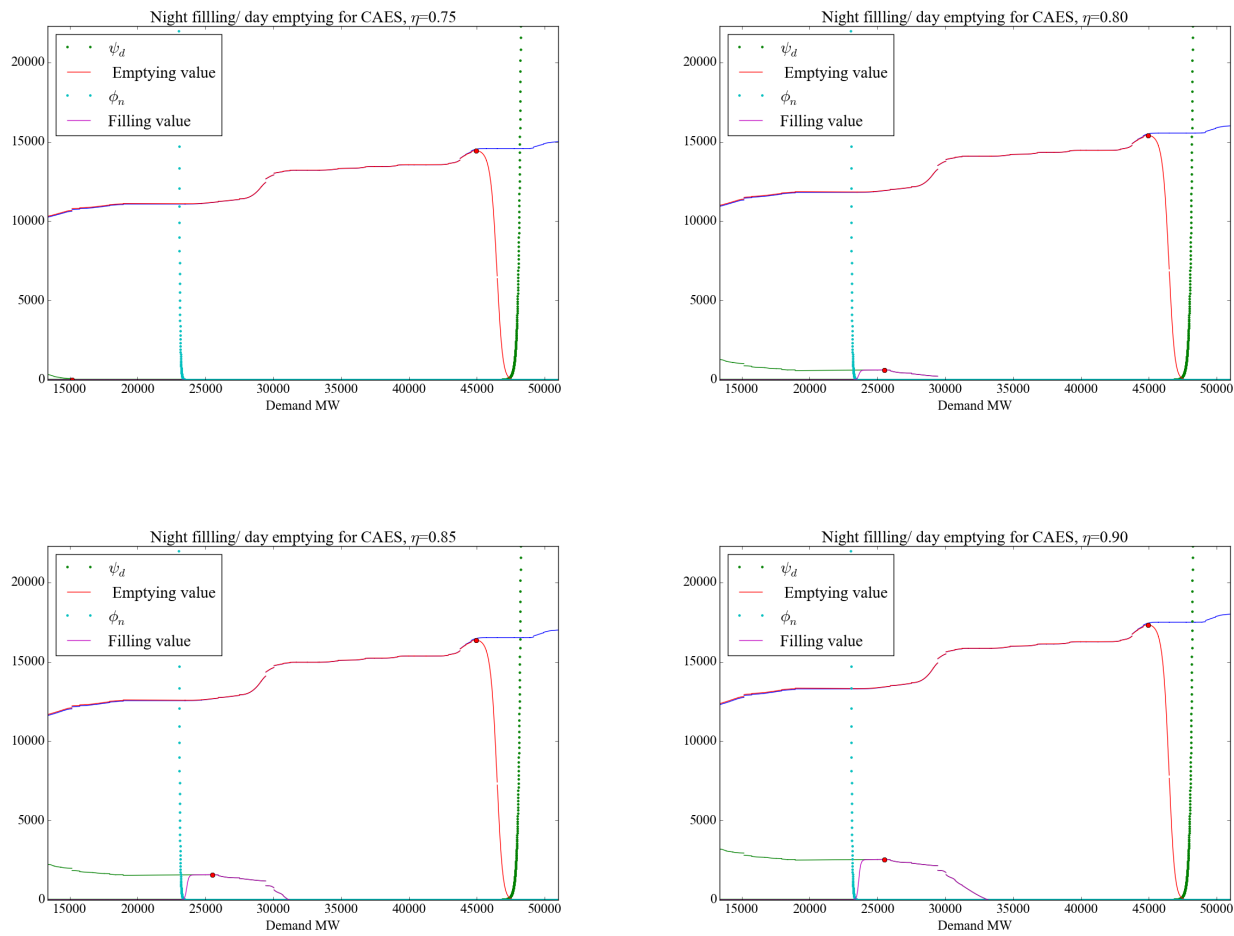 Night fillling/ day emptying for CAES, η=0.75
20000
15000
10000
5000
0
ψ_d
Emptying value
ϕ_n
Filling value
15000 20000 25000 30000 35000 40000 45000 50000
Demand MW
Night fillling/ day emptying for CAES, η=0.80
20000
15000
10000
5000
0
ψ_d
Emptying value
ϕ_n
Filling value
15000 20000 25000 30000 35000 40000 45000 50000
Demand MW
Night fillling/ day emptying for CAES, η=0.85
20000
15000
10000
5000
0
ψ_d
Emptying value
ϕ_n
Filling value
15000 20000 25000 30000 35000 40000 45000 50000
Demand MW
Night fillling/ day emptying for CAES, η=0.90
20000
15000
10000
5000
0
ψ_d
Emptying value
ϕ_n
Filling value
15000 20000 25000 30000 35000 40000 45000 50000
Demand MW